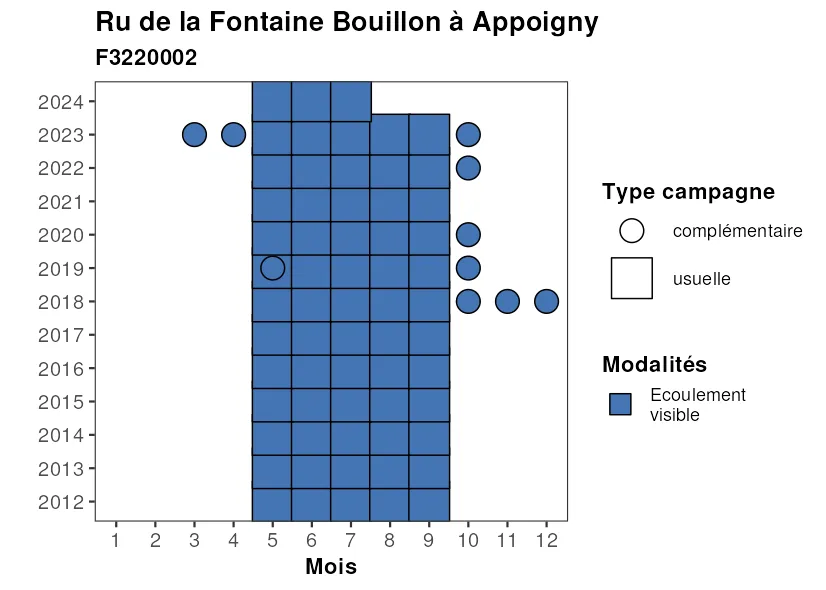 Ru de la Fontaine Bouillon à Appoigny
F3220002
2024
2023
2022
2021
2020
2019
2018
2017
2016
2015
2014
2013
2012
1 2 3 4 5 6 7 8 9 10 11 12
Mois
Type campagne
complémentaire
usuelle
Modalités
Ecoulement
visible